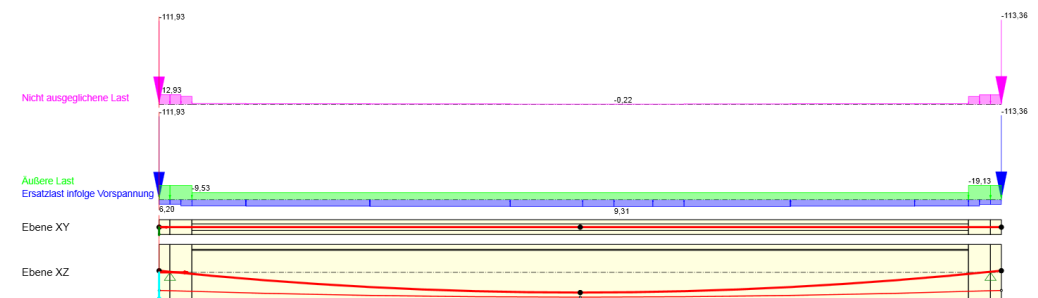 -111,93
-113,36
12,93
Nicht ausgeglichene Last
-0,22
-111,93
-113,36
Äußere Last
-9,53
-19,13
Ersatzlast infolge Vorspannung
6,20
9,31
Ebene XY
Ebene XZ